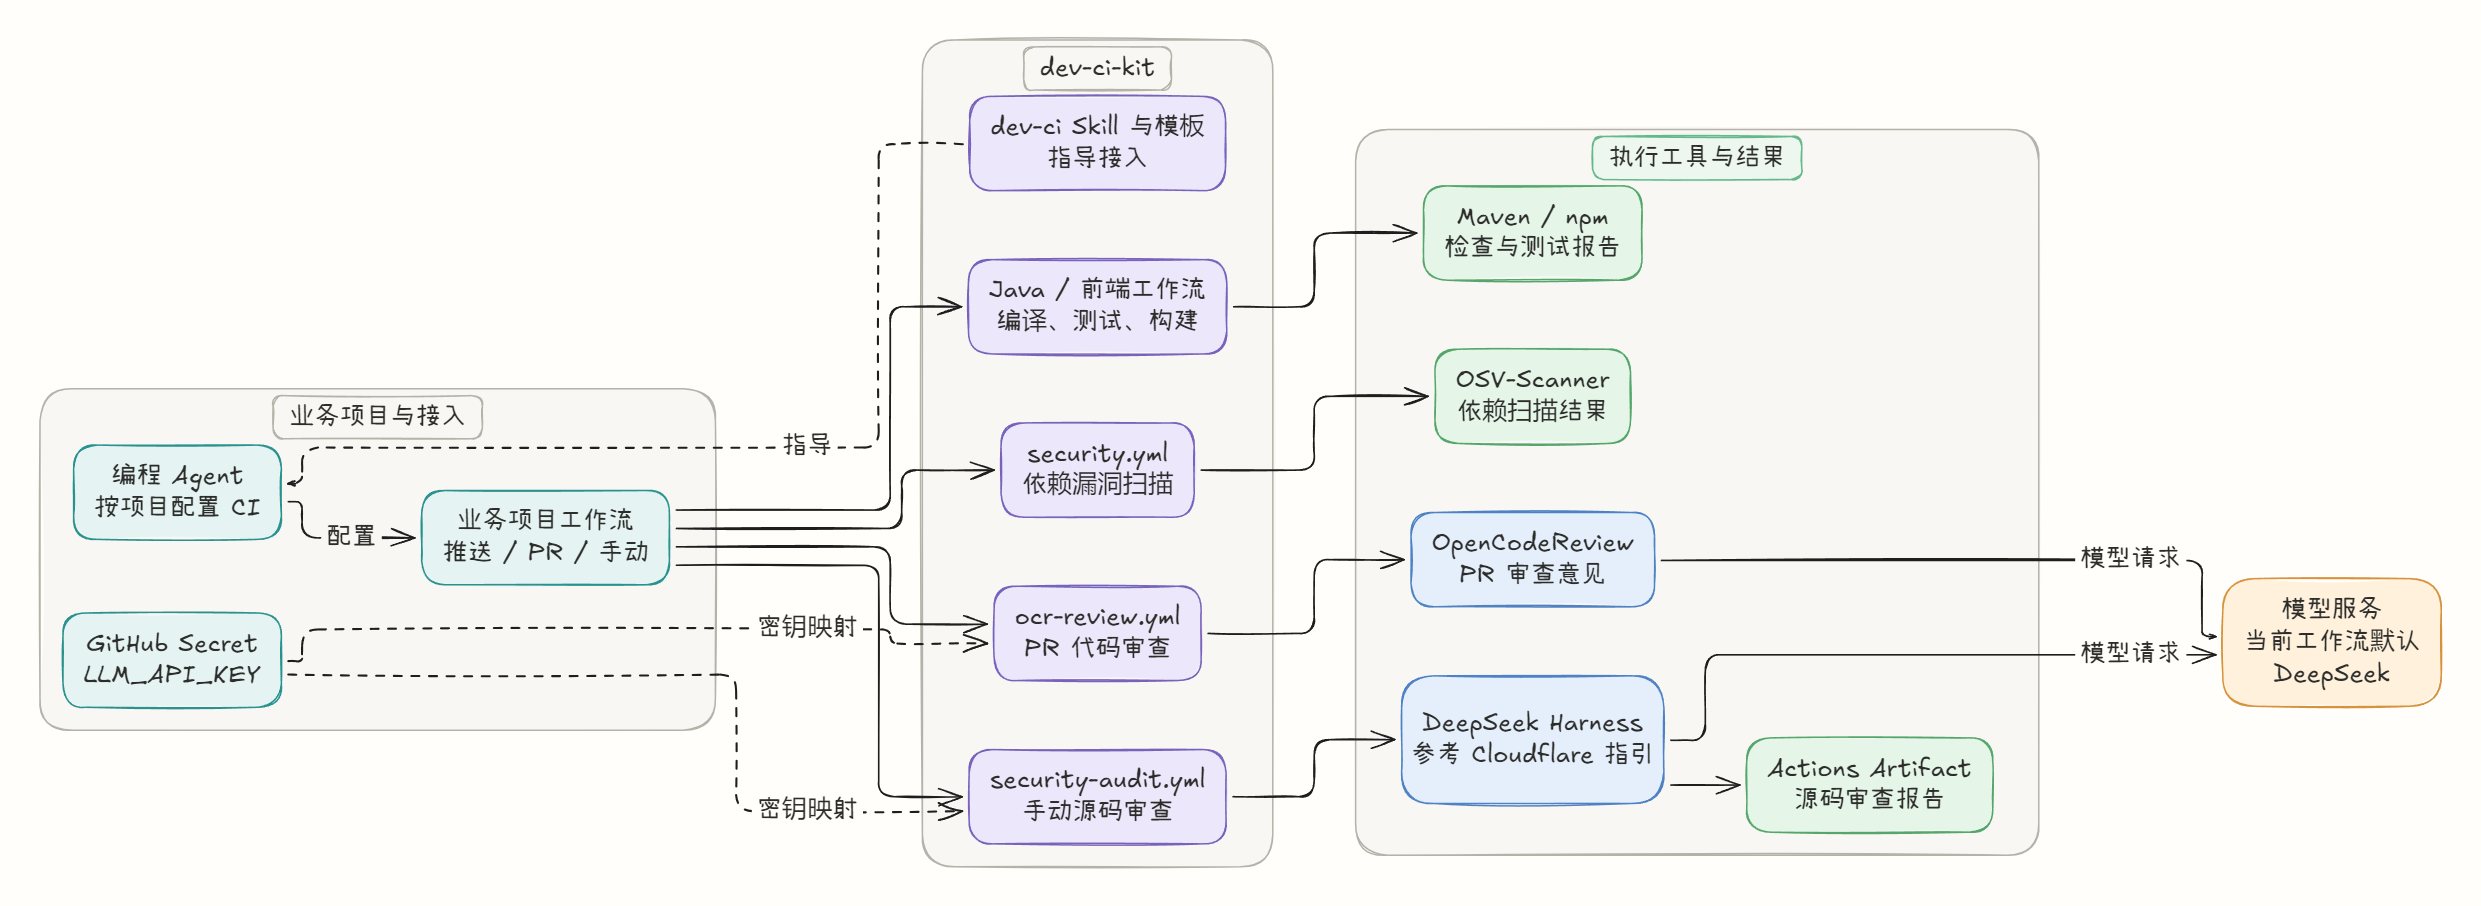 业务项目与接入
编程 Agent
按项目配置 CI
配置
业务项目工作流
推送 / PR / 手动
GitHub Secret
LLM_API_KEY
指导
密钥映射
密钥映射
dev-ci-kit
dev-ci Skill 与模板
指导接入
Java / 前端工作流
编译、测试、构建
security.yml
依赖漏洞扫描
ocr-review.yml
PR 代码审查
security-audit.yml
手动源码审查
执行工具与结果
Maven / npm
检查与测试报告
OSV-Scanner
依赖扫描结果
OpenCodeReview
PR 审查意见
DeepSeek Harness
参考 Cloudflare 指引
Actions Artifact
源码审查报告
模型请求
模型请求
模型服务
当前工作流默认
DeepSeek